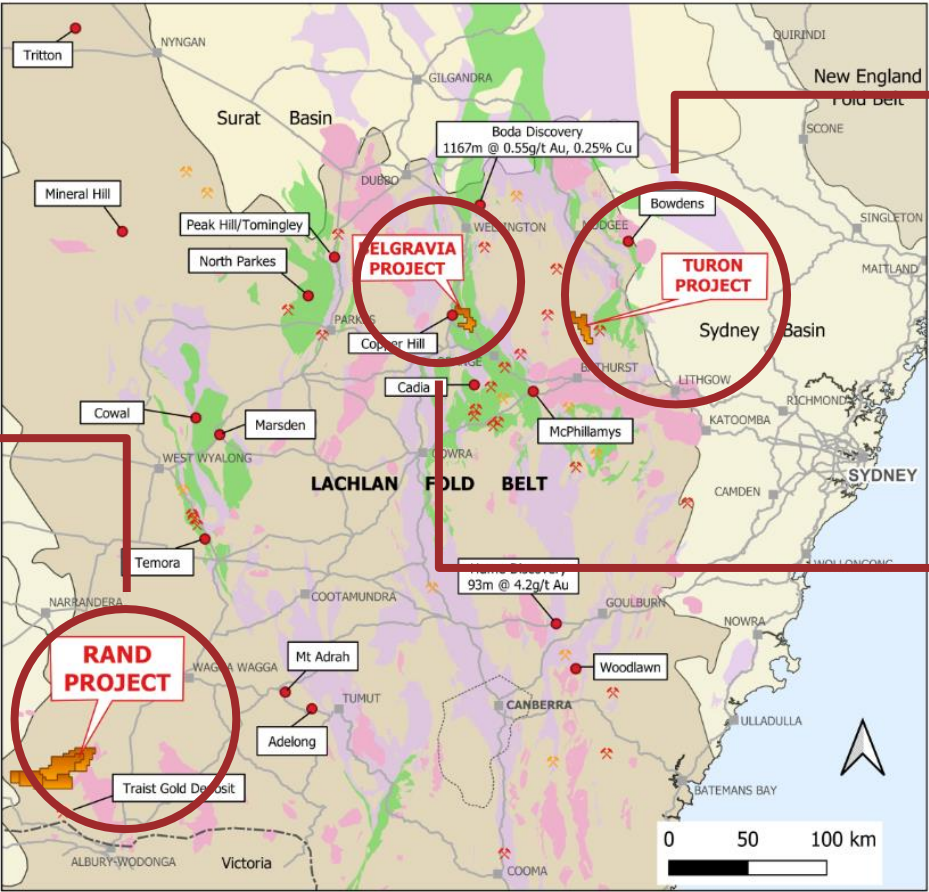 Tritton
NYNGAN
QUIRINDI
GILGANDRA
New England
Fold Belt
Surat Basin
Boda Discovery
1167m @ 0.55g/t Au, 0.25% Cu
SCONE
DUBBO
Mineral Hill
Bowdens
Peak Hill/Tomingley
WELLINGTON
MUDGEE
SINGLETON
BELGRAVIA
PROJECT
North Parkes
TURON
PROJECT
MAITLAND
PARKES
Sydney Basin
Copper Hill
ORANGE
Cadia
BATHURST
LITHGOW
RICHMOND
Cowal
Marsden
McPhillamys
KATOOMBA
WEST WYALONG
COWRA
SYDNEY
LACHLAN FOLD BELT
CAMDEN
Temora
WOLLONGONG
Discovery
93m @ 4.2g/t Au
COOTAMUNDRA
NARRANDERA
GOULBURN
NOWRA
RAND
PROJECT
WAGGA WAGGA
Mt Adrah
Woodlawn
TUMUT
CANBERRA
ULLADULLA
Adelong
Traist Gold Deposit
BATEMANS BAY
0 50 100 km
ALBURY-WODONGA
Victoria
COOMA